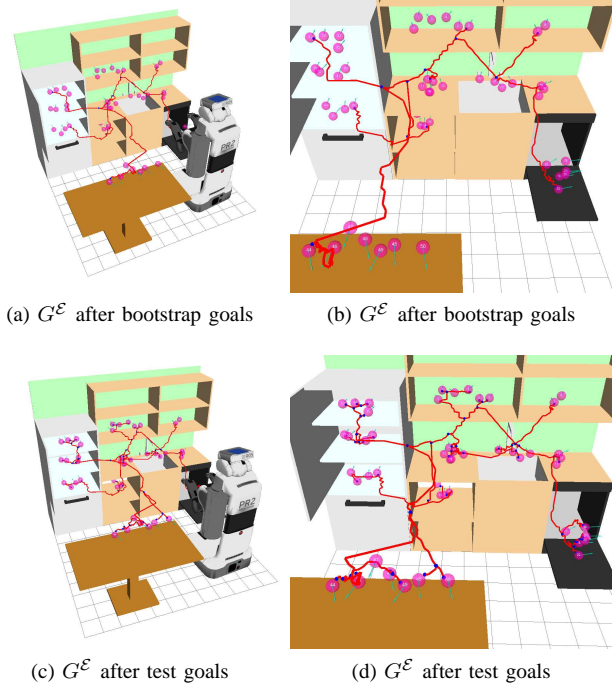 PR2
(a) G^ℰ after bootstrap goals
(b) G^ℰ after bootstrap goals
PR2
(c) G^ℰ after test goals
(d) G^ℰ after test goals